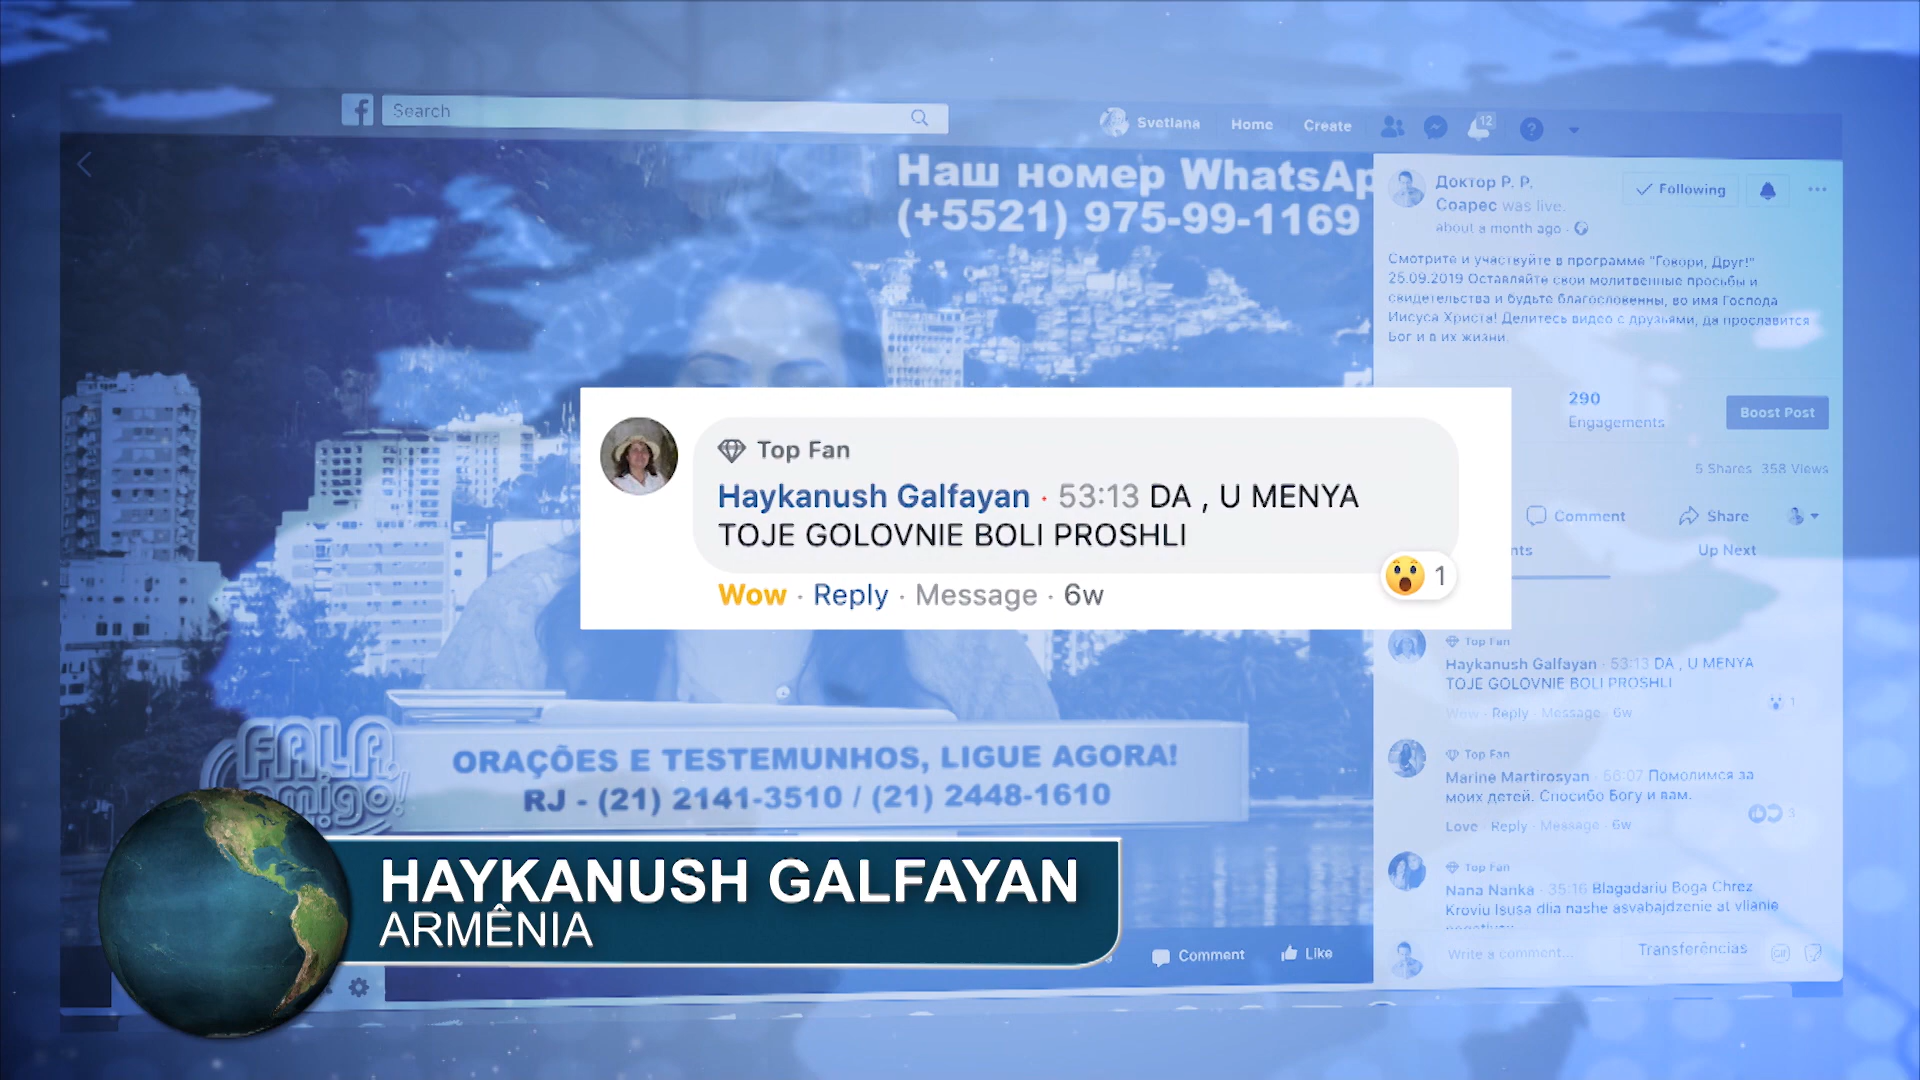 Search
Svetlana
Home
Create
12
Наш номер WhatsAp
(+5521) 975-99-1169
Доктор Р. Р.
Соарес was live.
about a month ago
Following
Смотрите и участвуйте в программе "Говори, Друг!"
25.09.2019 Оставляйте свои молитвенные просьбы и
свидетельства и будьте благословенны, во имя Господа
Иисуса Христа! Делитесь видео с друзьями, да прославится
Бог и в их жизни.
290
Engagements
Boost Post
5 Shares 358 Views
Comment
Share
nts
Up Next
Top Fan
Haykanush Galfayan · 53:13 DA , U MENYA
TOJE GOLOVNIE BOLI PROSHLI
Wow · Reply · Message · 6w
1
Top Fan
Haykanush Galfayan · 53:13 DA , U MENYA
TOJE GOLOVNIE BOLI PROSHLI
Wow · Reply · Message · 6w
1
Top Fan
Marine Martirosyan · 56:07 Помолимся за
моих детей. Спосибо Богу и вам.
Love · Reply · Message · 6w
3
Top Fan
Nana Nanka · 35:16 Blagadariu Boga Chrez
Kroviu Isusa dlia nashe asvabajdzenie at vlianie
Write a comment...
Transferências
GIF
FALA
amigo!
ORAÇÕES E TESTEMUNHOS, LIGUE AGORA!
RJ - (21) 2141-3510 / (21) 2448-1610
HAYKANUSH GALFAYAN
ARMÊNIA
Comment
Like